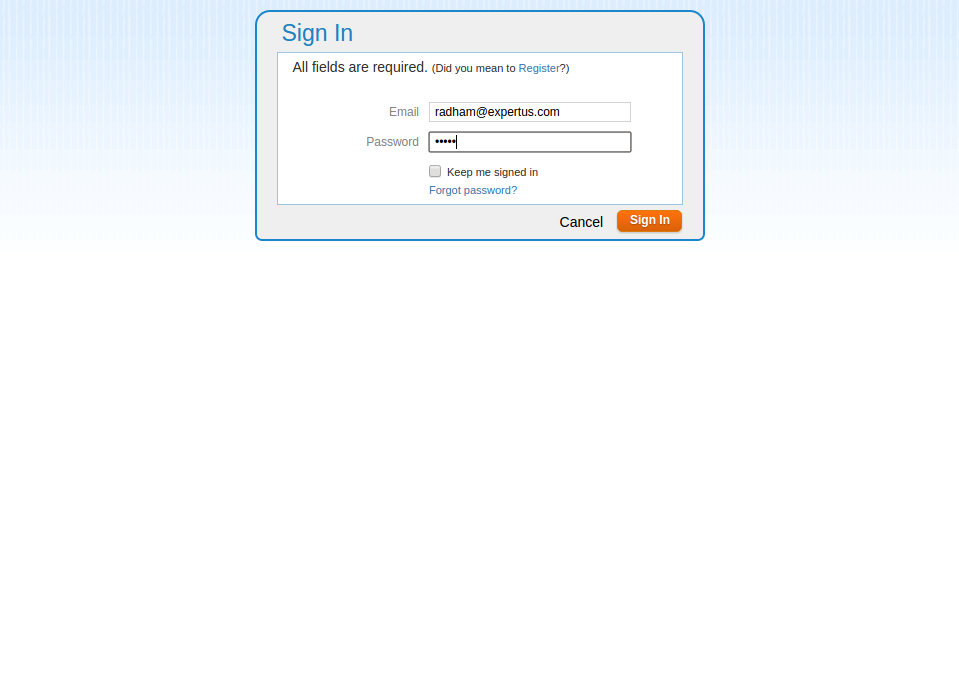 Sign In
All fields are required. (Did you mean to Register?)
Email radham@expertus.com
Password •••••
Keep me signed in
Forgot password?
Cancel Sign In